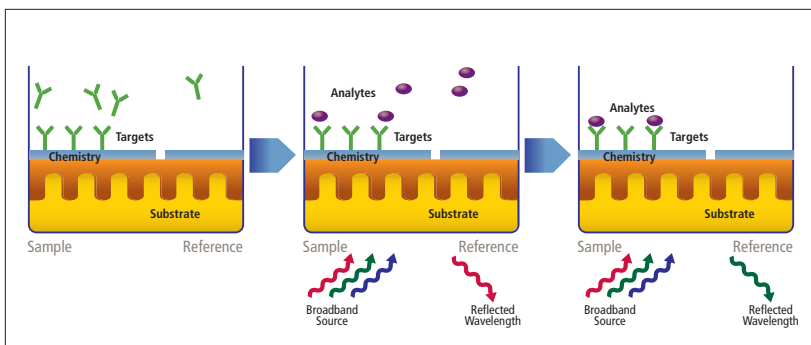 Targets
Chemistry
Substrate
Sample
Reference
Analytes
Targets
Chemistry
Substrate
Sample
Reference
Broadband
Source
Reflected
Wavelength
Analytes
Targets
Chemistry
Substrate
Sample
Reference
Broadband
Source
Reflected
Wavelength